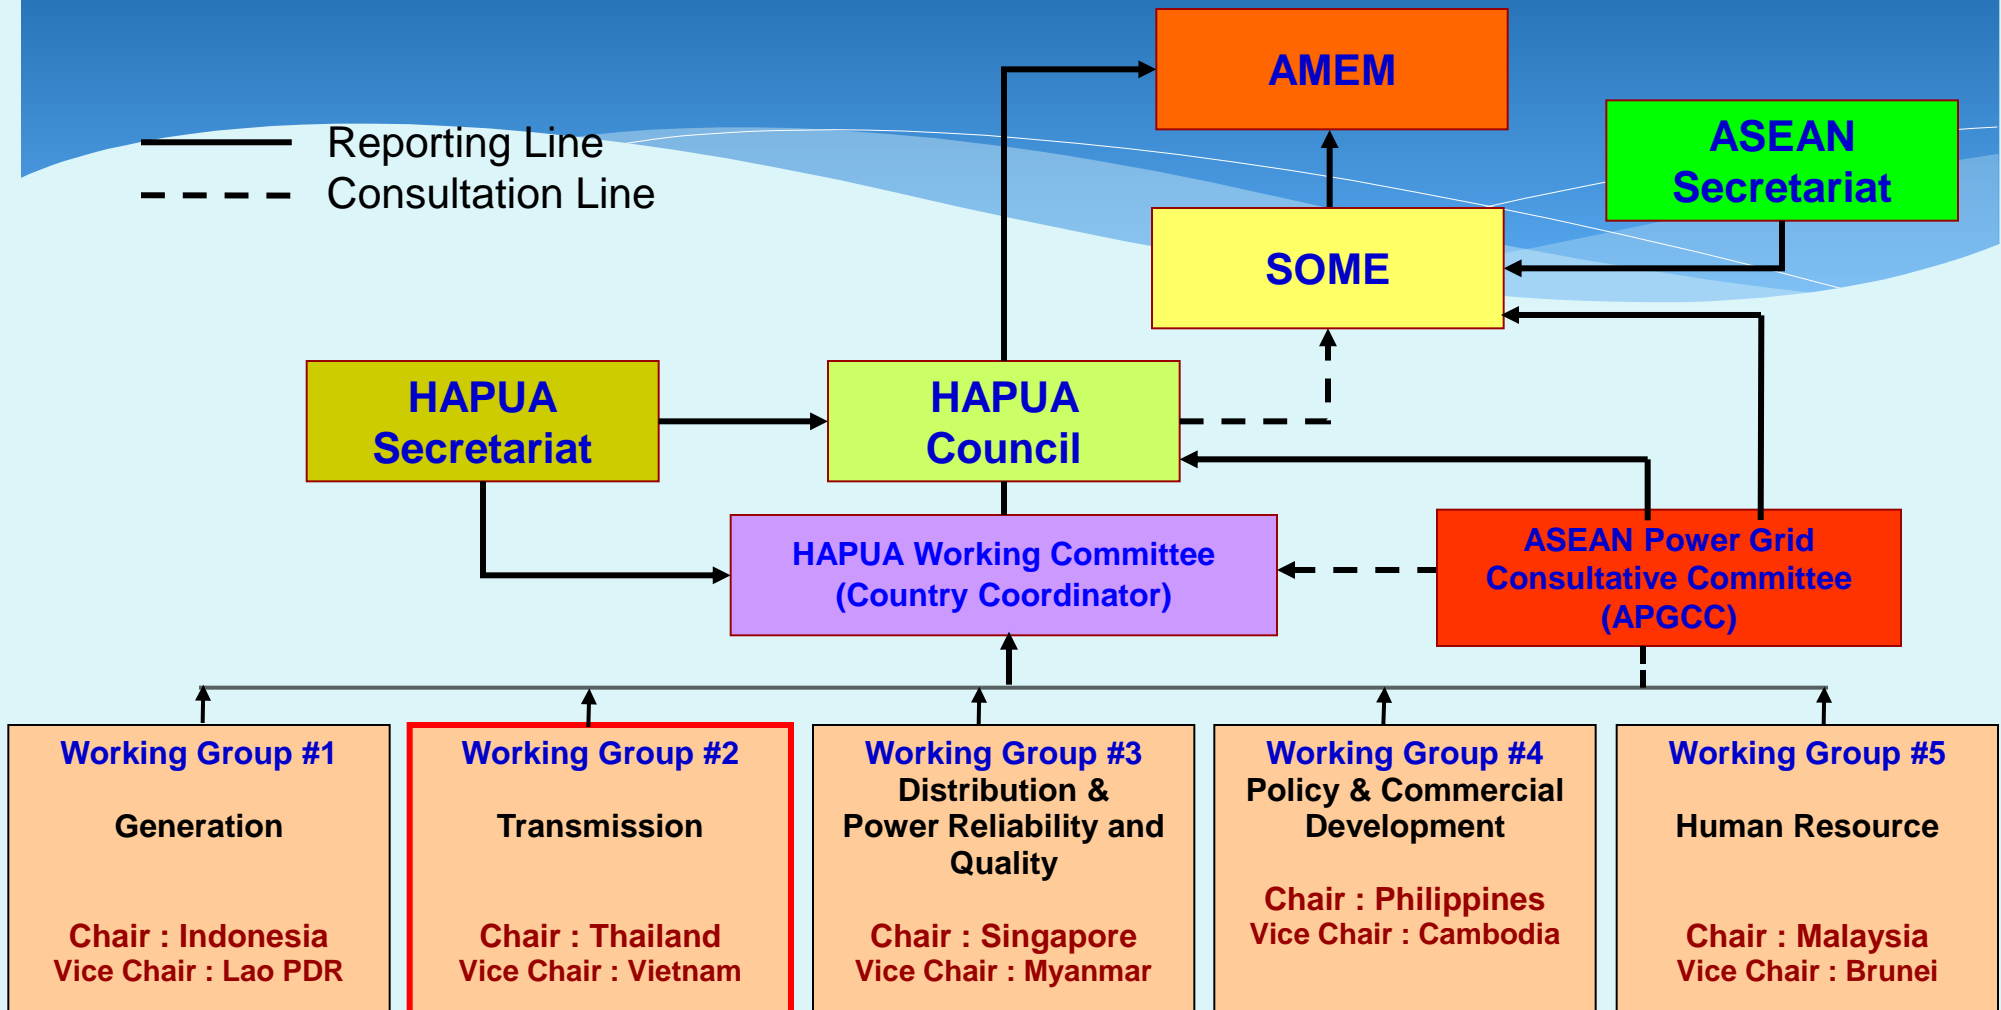 AMEM
ASEAN
Secretariat
Reporting Line
Consultation Line
SOME
HAPUA
Secretariat
HAPUA
Council
HAPUA Working Committee
(Country Coordinator)
ASEAN Power Grid
Consultative Committee
(APGCC)
Working Group #1
Generation
Chair : Indonesia
Vice Chair : Lao PDR
Working Group #2
Transmission
Chair : Thailand
Vice Chair : Vietnam
Working Group #3
Distribution &
Power Reliability and
Quality
Chair : Singapore
Vice Chair : Myanmar
Working Group #4
Policy & Commercial
Development
Chair : Philippines
Vice Chair : Cambodia
Working Group #5
Human Resource
Chair : Malaysia
Vice Chair : Brunei